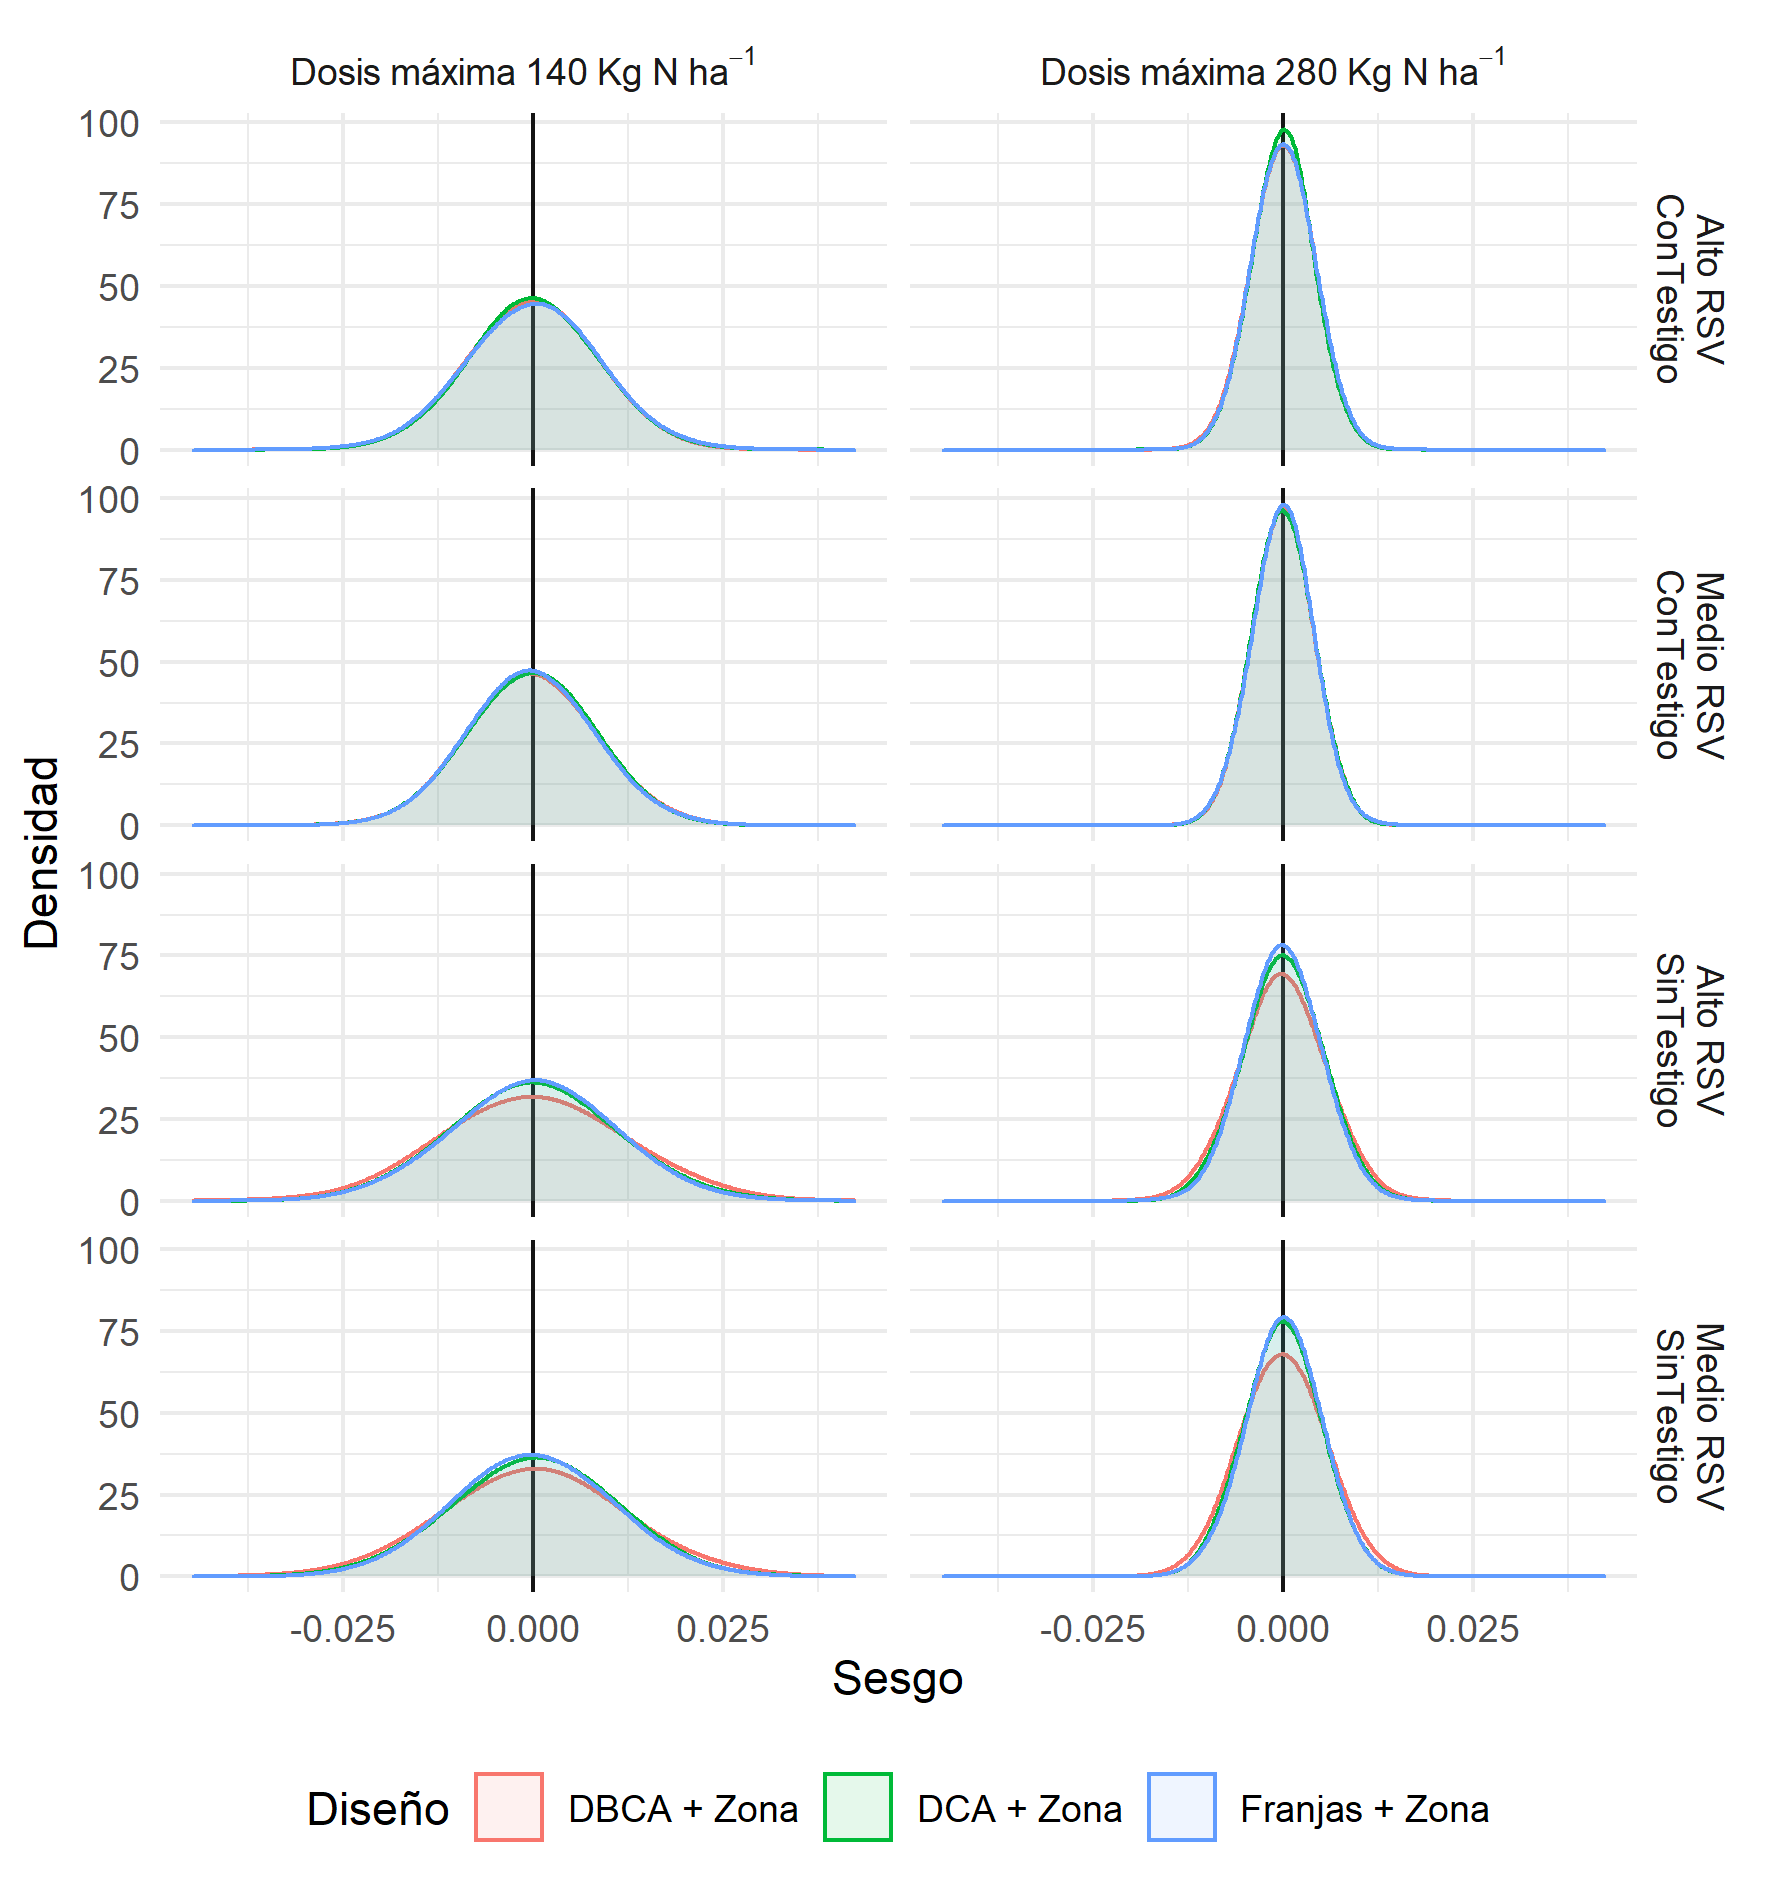 Dosis máxima 140 Kg N ha⁻¹
Dosis máxima 280 Kg N ha⁻¹
100
75
50
25
0
Alto RSV
ConTestigo
100
75
50
25
0
Medio RSV
ConTestigo
100
75
50
25
0
Alto RSV
SinTestigo
100
75
50
25
0
Medio RSV
SinTestigo
Densidad
-0.025 0.000 0.025
-0.025 0.000 0.025
Sesgo
Diseño DBCA + Zona DCA + Zona Franjas + Zona